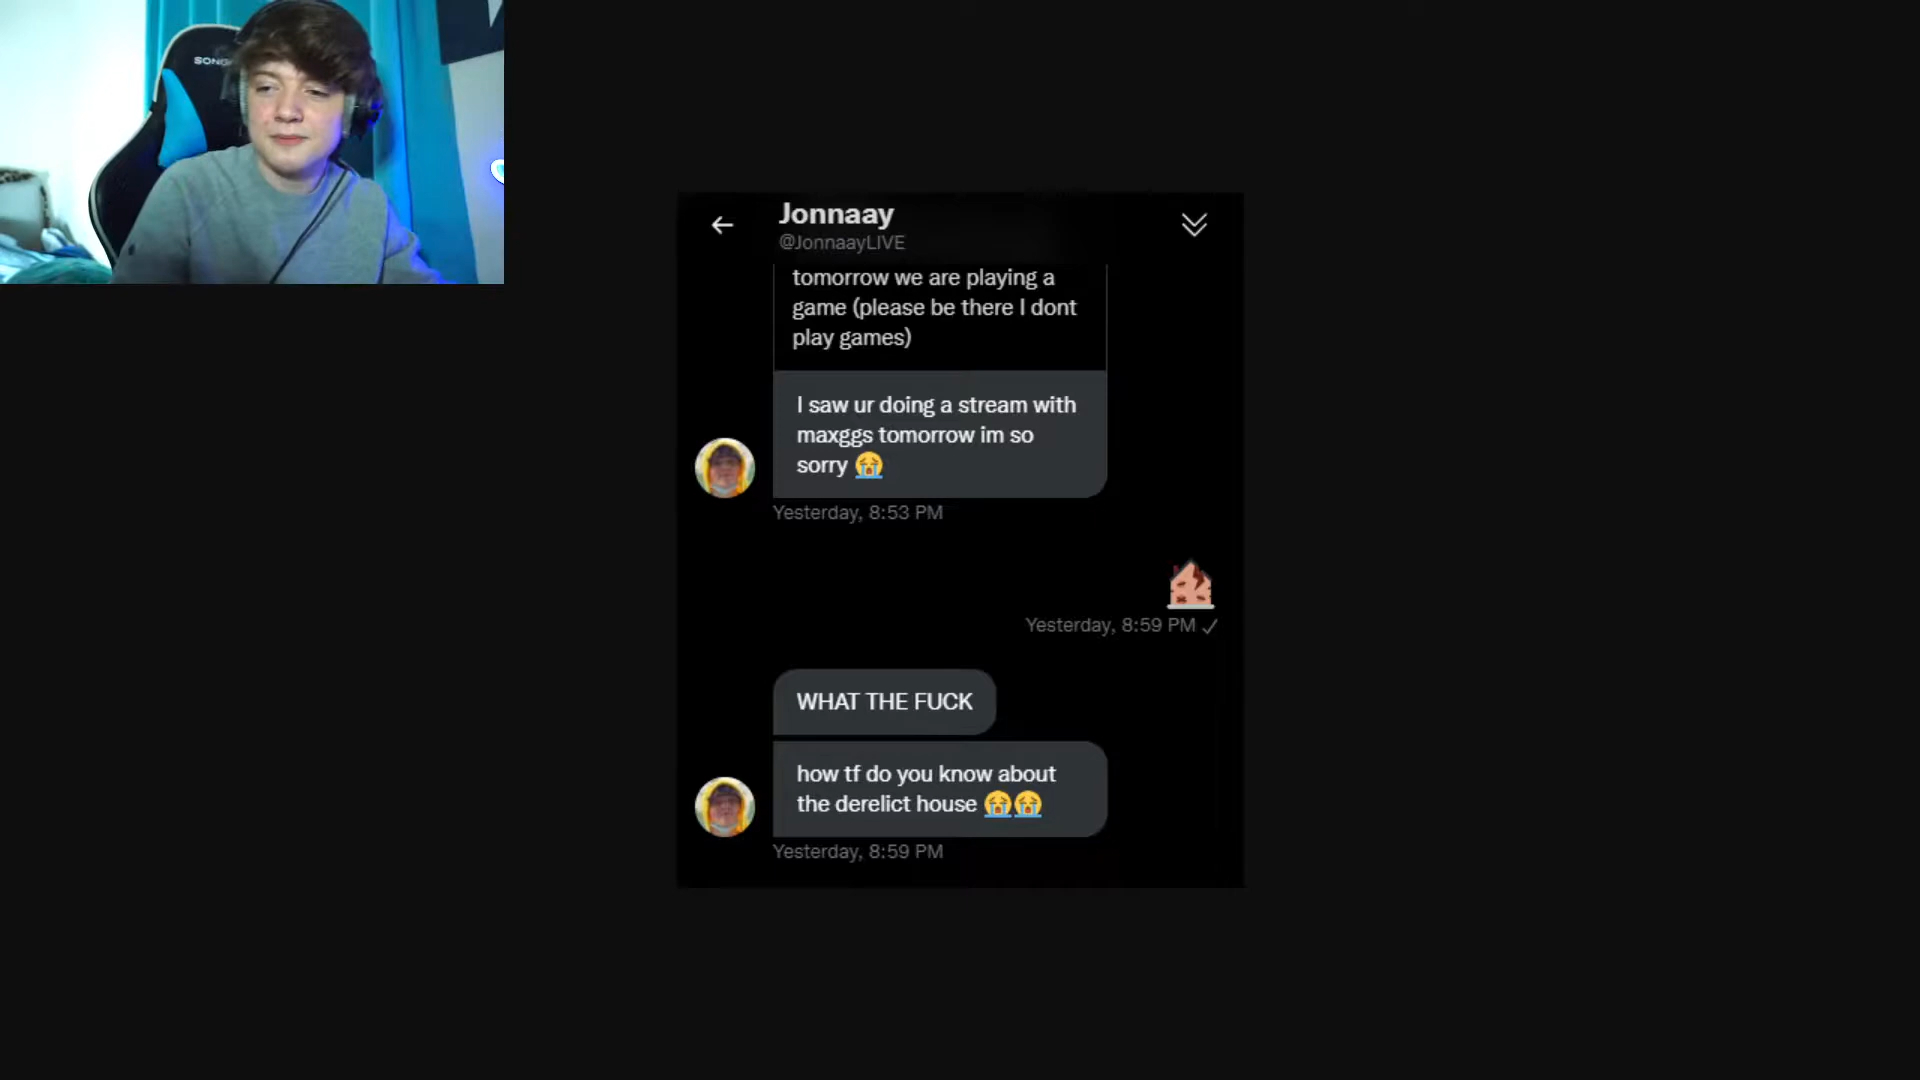 SONG
Jonnaay
@JonnaayLIVE
tomorrow we are playing a
game (please be there I dont
play games)
I saw ur doing a stream with
maxggs tomorrow im so
sorry 😭
Yesterday, 8:53 PM
🏚
Yesterday, 8:59 PM ✓
WHAT THE FUCK
how tf do you know about
the derelict house 😭😭
Yesterday, 8:59 PM